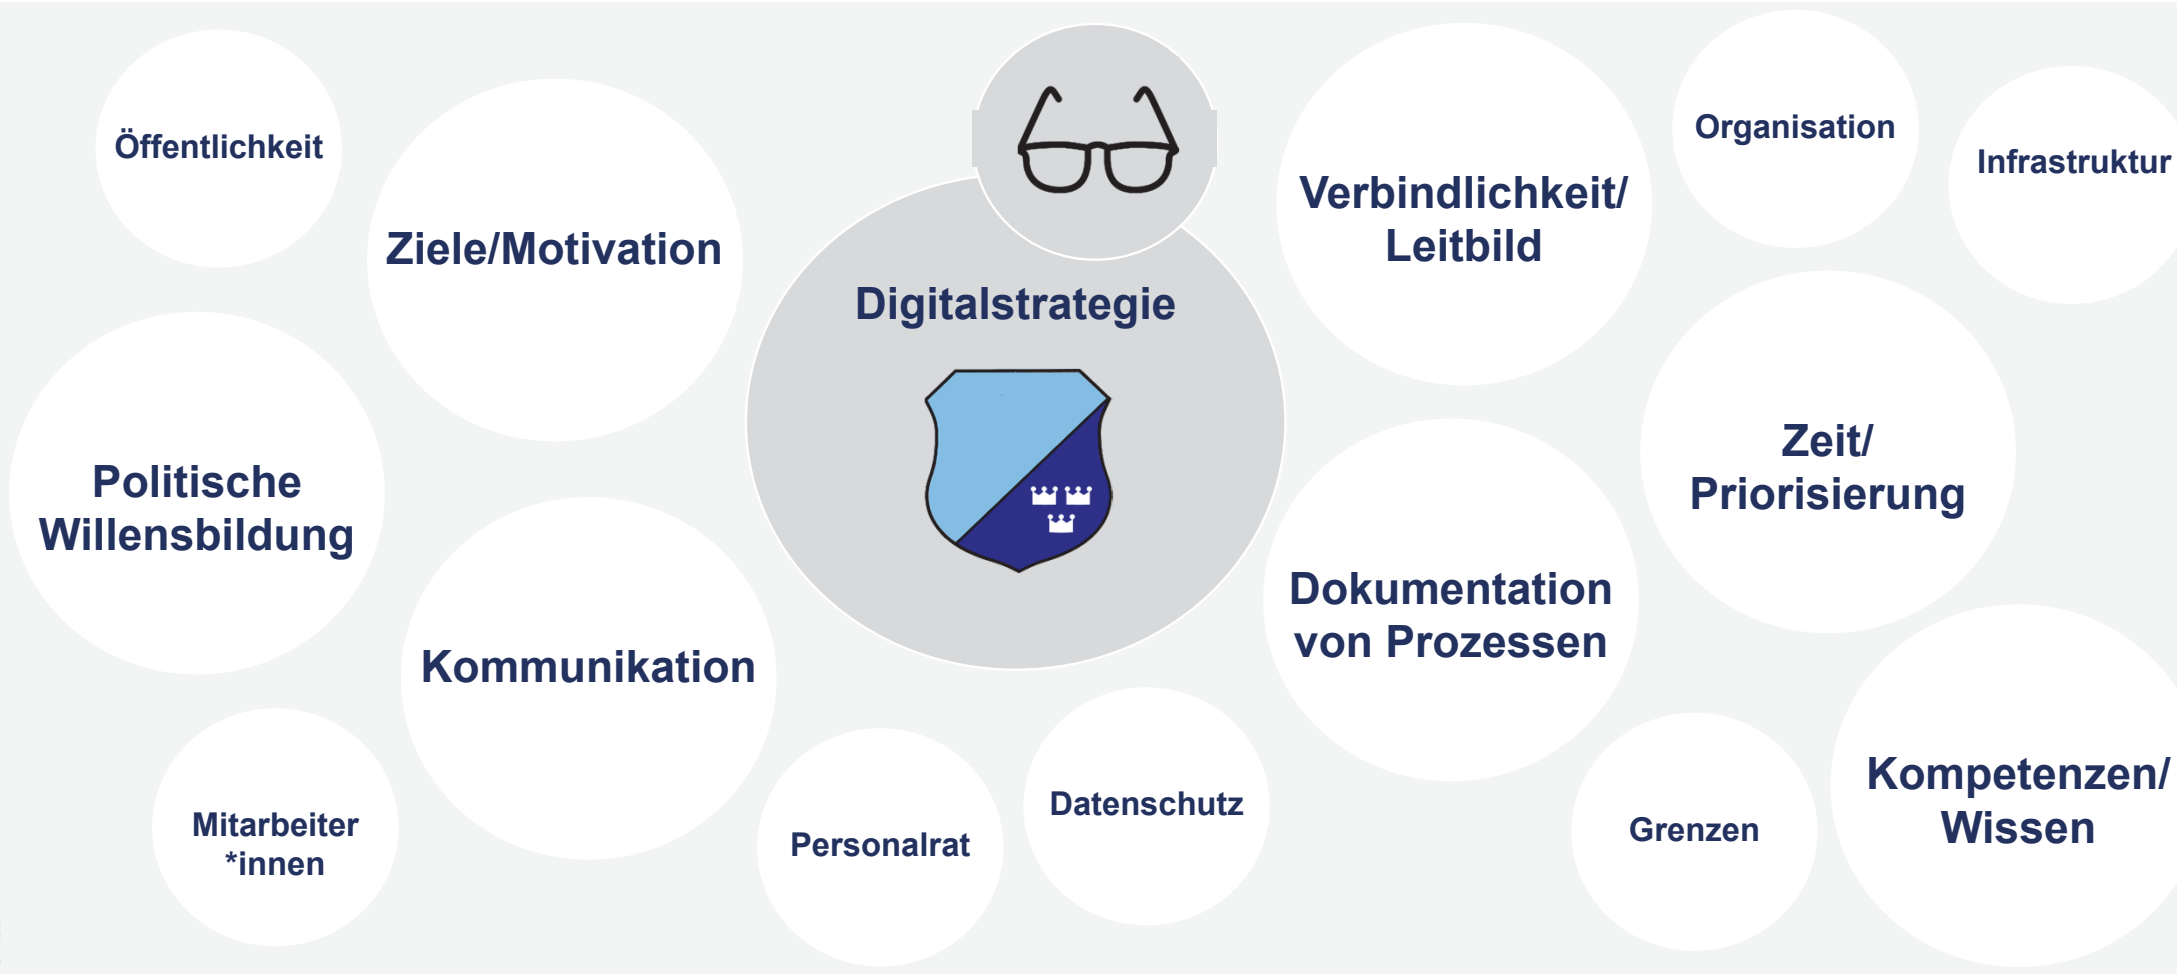 Öffentlichkeit
Ziele/Motivation
Politische
Willensbildung
Kommunikation
Mitarbeiter
*innen
Digitalstrategie
Personalrat
Datenschutz
Verbindlichkeit/
Leitbild
Organisation
Infrastruktur
Zeit/
Priorisierung
Dokumentation
von Prozessen
Grenzen
Kompetenzen/
Wissen